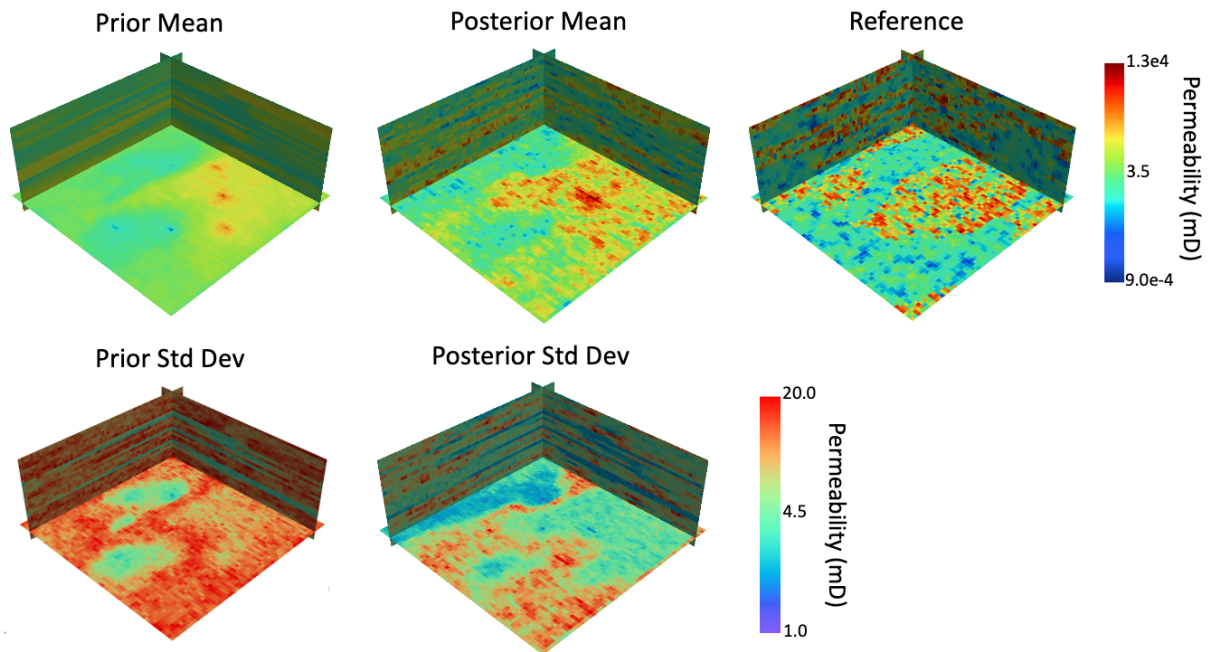 Prior Mean
Posterior Mean
Reference
1.3e4
3.5
9.0e-4
Permeability (mD)
Prior Std Dev
Posterior Std Dev
20.0
4.5
1.0
Permeability (mD)